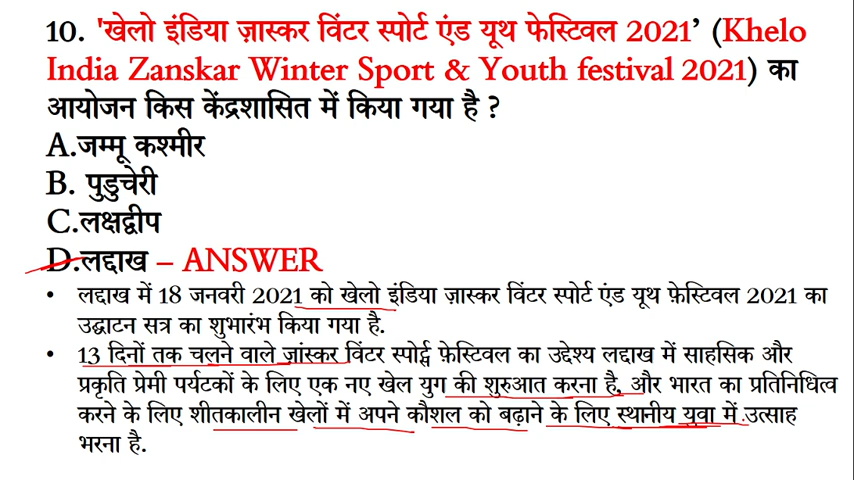 10. 'खेलो इंडिया ज़ास्कर विंटर स्पोर्ट एंड यूथ फेस्टिवल 2021’ (Khelo
India Zanskar Winter Sport & Youth festival 2021) का
आयोजन किस केंद्रशासित में किया गया है ?
A.जम्मू कश्मीर
B. पुडुचेरी
C.लक्षद्वीप
D.लद्दाख – ANSWER
• लद्दाख में 18 जनवरी 2021 को खेलो इंडिया ज़ास्कर विंटर स्पोर्ट एंड यूथ फ़ेस्टिवल 2021 का
उद्घाटन सत्र का शुभारंभ किया गया है.
• 13 दिनों तक चलने वाले ज़ांस्कर विंटर स्पोर्ट्स फ़ेस्टिवल का उद्देश्य लद्दाख में साहसिक और
प्रकृति प्रेमी पर्यटकों के लिए एक नए खेल युग की शुरुआत करना है, और भारत का प्रतिनिधित्व
करने के लिए शीतकालीन खेलों में अपने कौशल को बढ़ाने के लिए स्थानीय युवा में उत्साह
भरना है.